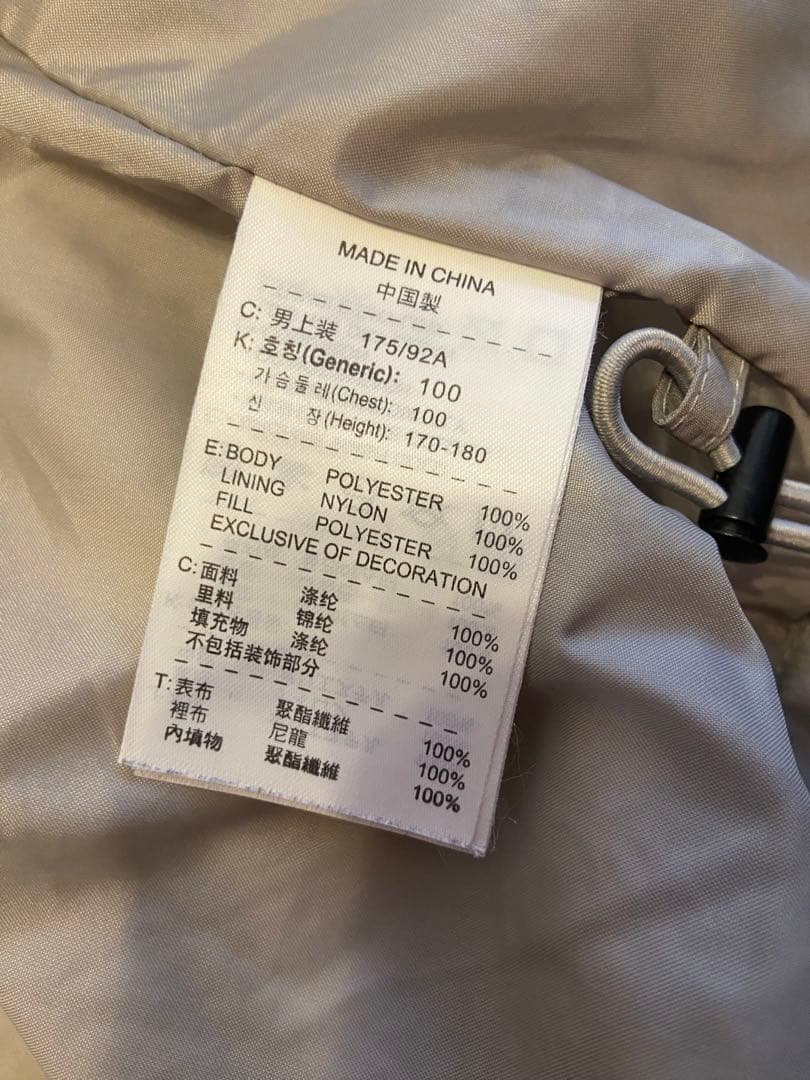 MADE IN CHINA
中国製
C: 男上装 175/92A
K: 호칭(Generic): 100
가슴둘레(Chest): 100
신 장(Height): 170-180
E: BODY POLYESTER 100%
LINING NYLON 100%
FILL POLYESTER 100%
EXCLUSIVE OF DECORATION
C: 面料 涤纶 100%
里料 锦纶 100%
填充物 涤纶 100%
不包括装饰部分
T: 表布 聚酯纖維 100%
裡布 尼龍 100%
內填物 聚酯纖維 100%